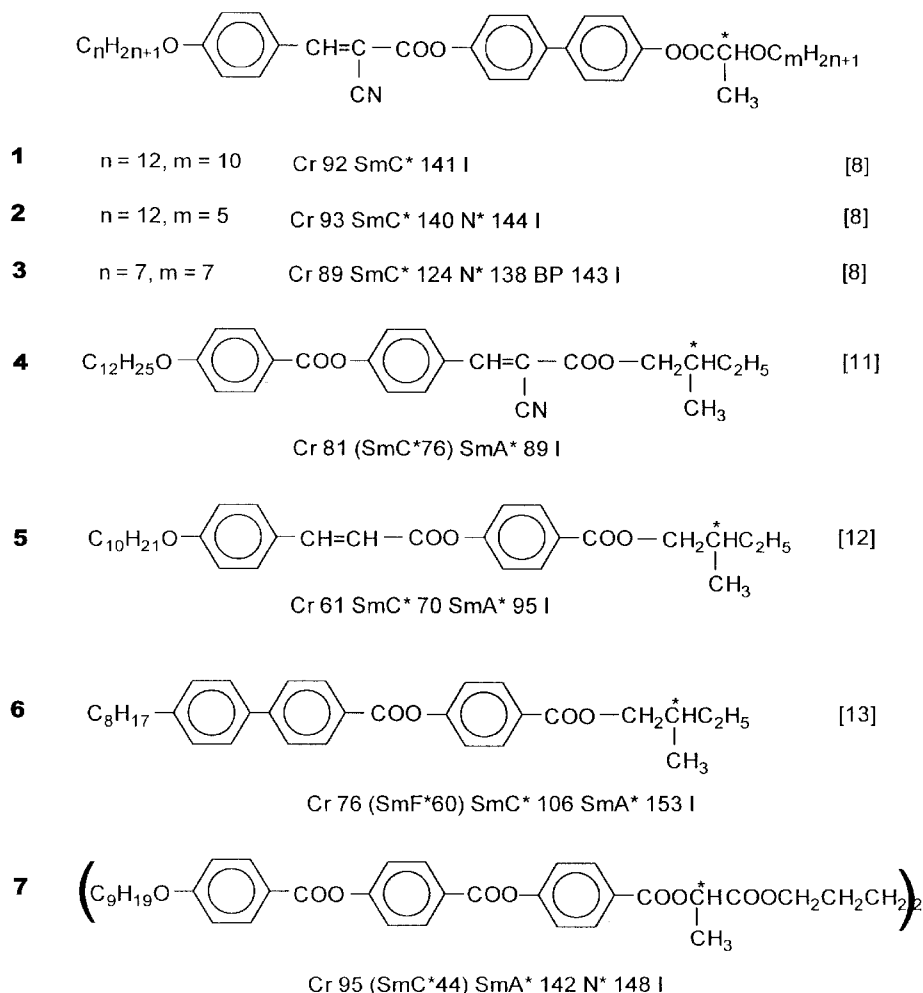 CnH2n+1O CH=C COO OOCCHOCmH2n+1
*
CN CH3
1 n = 12, m = 10 Cr 92 SmC* 141 I [8]
2 n = 12, m = 5 Cr 93 SmC* 140 N* 144 I [8]
3 n = 7, m = 7 Cr 89 SmC* 124 N* 138 BP 143 I [8]
4 C12H25O COO CH=C COO CH2CHC2H5 [11]
*
CN CH3
Cr 81 (SmC*76) SmA* 89 I
5 C10H21O CH=CH COO COO CH2CHC2H5 [12]
*
CH3
Cr 61 SmC* 70 SmA* 95 I
6 C8H17 COO COO CH2CHC2H5 [13]
*
CH3
Cr 76 (SmF*60) SmC* 106 SmA* 153 I
7 (C9H19O COO COO COOCHCOOCH2CH2CH2)2
*
CH3
Cr 95 (SmC*44) SmA* 142 N* 148 I